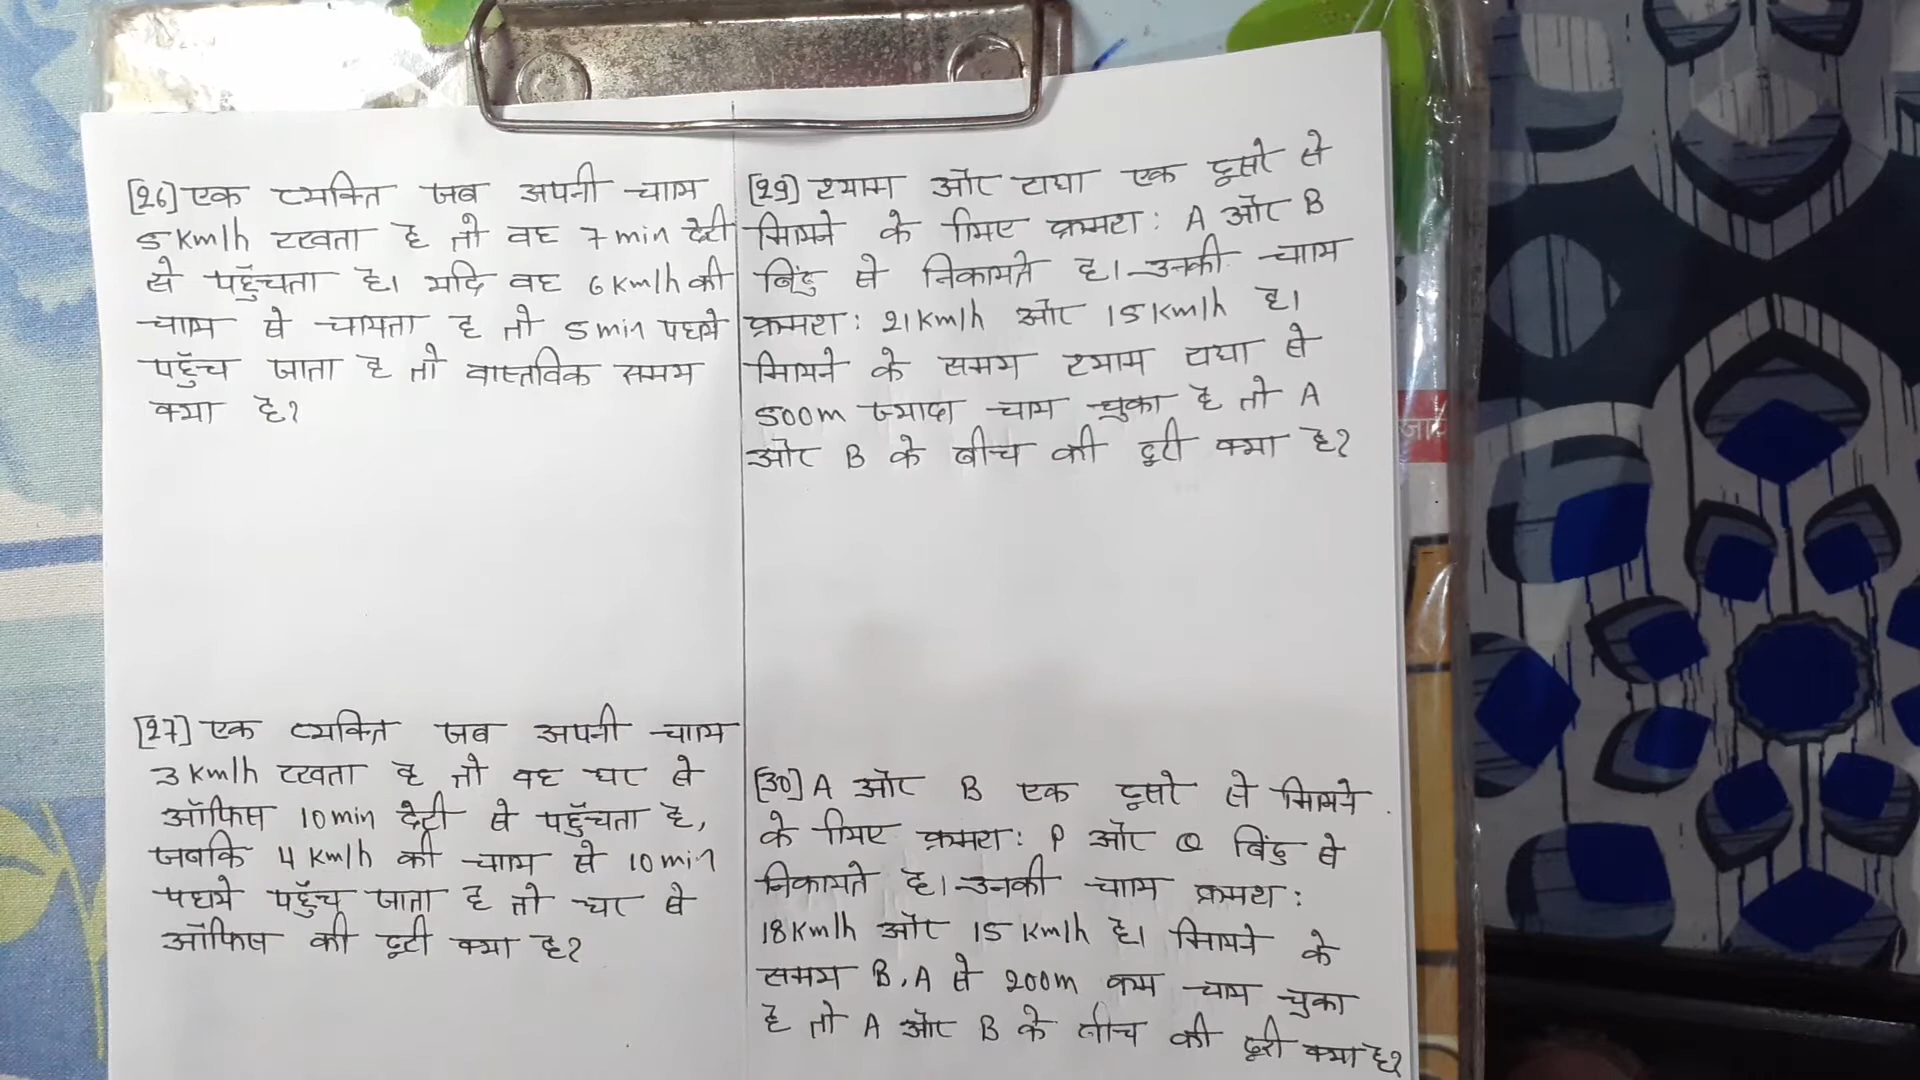 [26] एक व्यक्ति जब अपनी चाल
5 Km/h रखता है तो वह 7 min देरी
से पहुँचता है। यदि वह 6 Km/h की
चाल से चलता है तो 5 min पहले
पहुँच जाता है तो वास्तविक समय
क्या है?
[27] एक व्यक्ति जब अपनी चाल
3 Km/h रखता है तो वह घर से
ऑफिस 10 min देरी से पहुँचता है,
जबकि 4 Km/h की चाल से 10 min
पहले पहुँच जाता है तो घर से
ऑफिस की दूरी क्या है?
[29] श्याम और राधा एक दूसरे से
मिलने के लिए क्रमश: A और B
बिंदु से निकालते है। उनकी चाल
क्रमश: 21 Km/h और 15 Km/h है।
मिलने के समय श्याम राधा से
500m ज्यादा चाल चुका है तो A
और B के बीच की दूरी क्या है?
[30] A और B एक दूसरे से मिलने
के लिए क्रमश: P और Q बिंदु से
निकालते है। उनकी चाल क्रमश:
18 Km/h और 15 Km/h है। मिलने के
समय B, A से 200m कम चाल चुका
है तो A और B के बीच की दूरी क्या है?